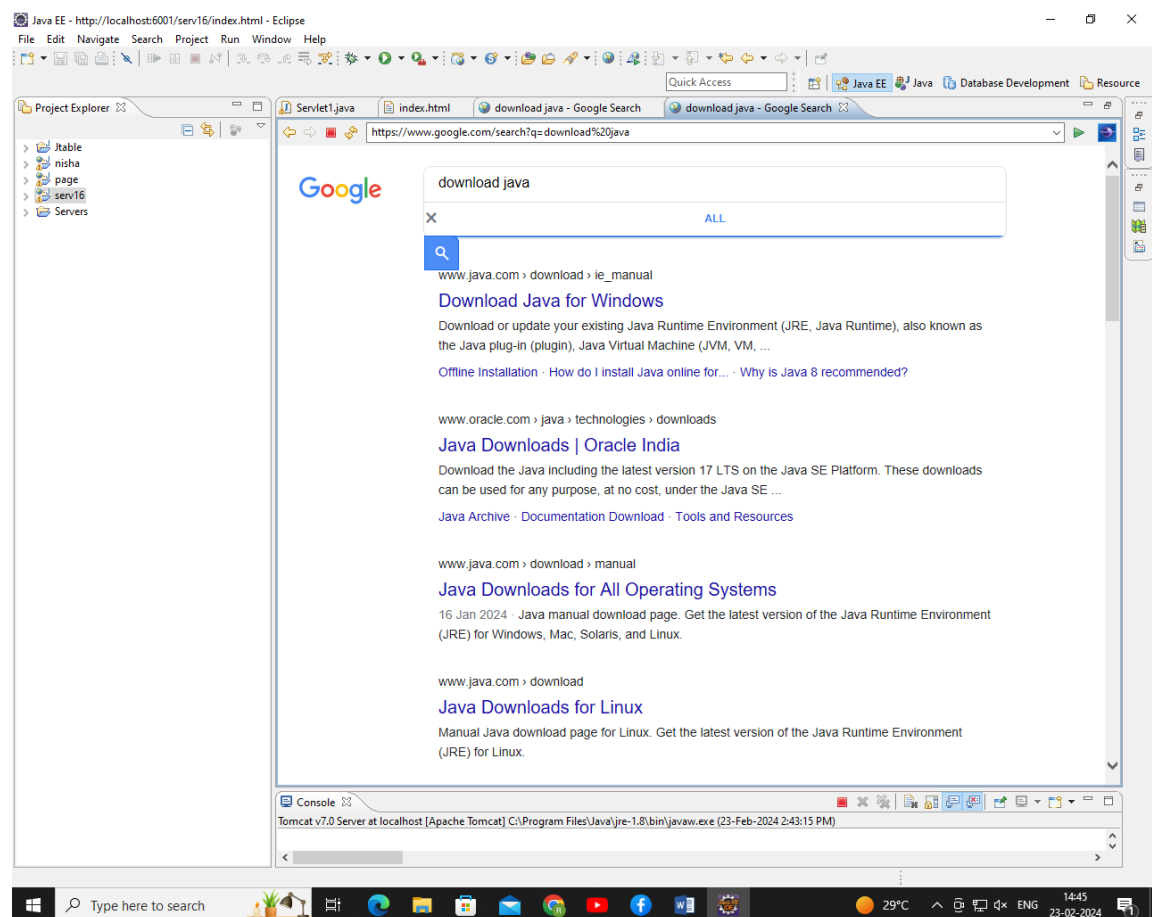 Java EE - http://localhost:6001/serv16/index.html - Eclipse
File Edit Navigate Search Project Run Window Help
Quick Access
Java EE Java Database Development Resource
Project Explorer
Servlet1.java index.html download java - Google Search download java - Google Search
https://www.google.com/search?q=download%20java
Jtable
nisha
page
serv16
Servers
Google
download java
ALL
www.java.com › download › ie_manual
Download Java for Windows
Download or update your existing Java Runtime Environment (JRE, Java Runtime), also known as
the Java plug-in (plugin), Java Virtual Machine (JVM, VM, ...
Offline Installation · How do I install Java online for... · Why is Java 8 recommended?
www.oracle.com › java › technologies › downloads
Java Downloads | Oracle India
Download the Java including the latest version 17 LTS on the Java SE Platform. These downloads
can be used for any purpose, at no cost, under the Java SE ...
Java Archive · Documentation Download · Tools and Resources
www.java.com › download › manual
Java Downloads for All Operating Systems
16 Jan 2024 · Java manual download page. Get the latest version of the Java Runtime Environment
(JRE) for Windows, Mac, Solaris, and Linux.
www.java.com › download
Java Downloads for Linux
Manual Java download page for Linux. Get the latest version of the Java Runtime Environment
(JRE) for Linux.
Console
Tomcat v7.0 Server at localhost [Apache Tomcat] C:\Program Files\Java\jre-1.8\bin\javaw.exe (23-Feb-2024 2:43:15 PM)
Type here to search
29°C
ENG
14:45
23-02-2024